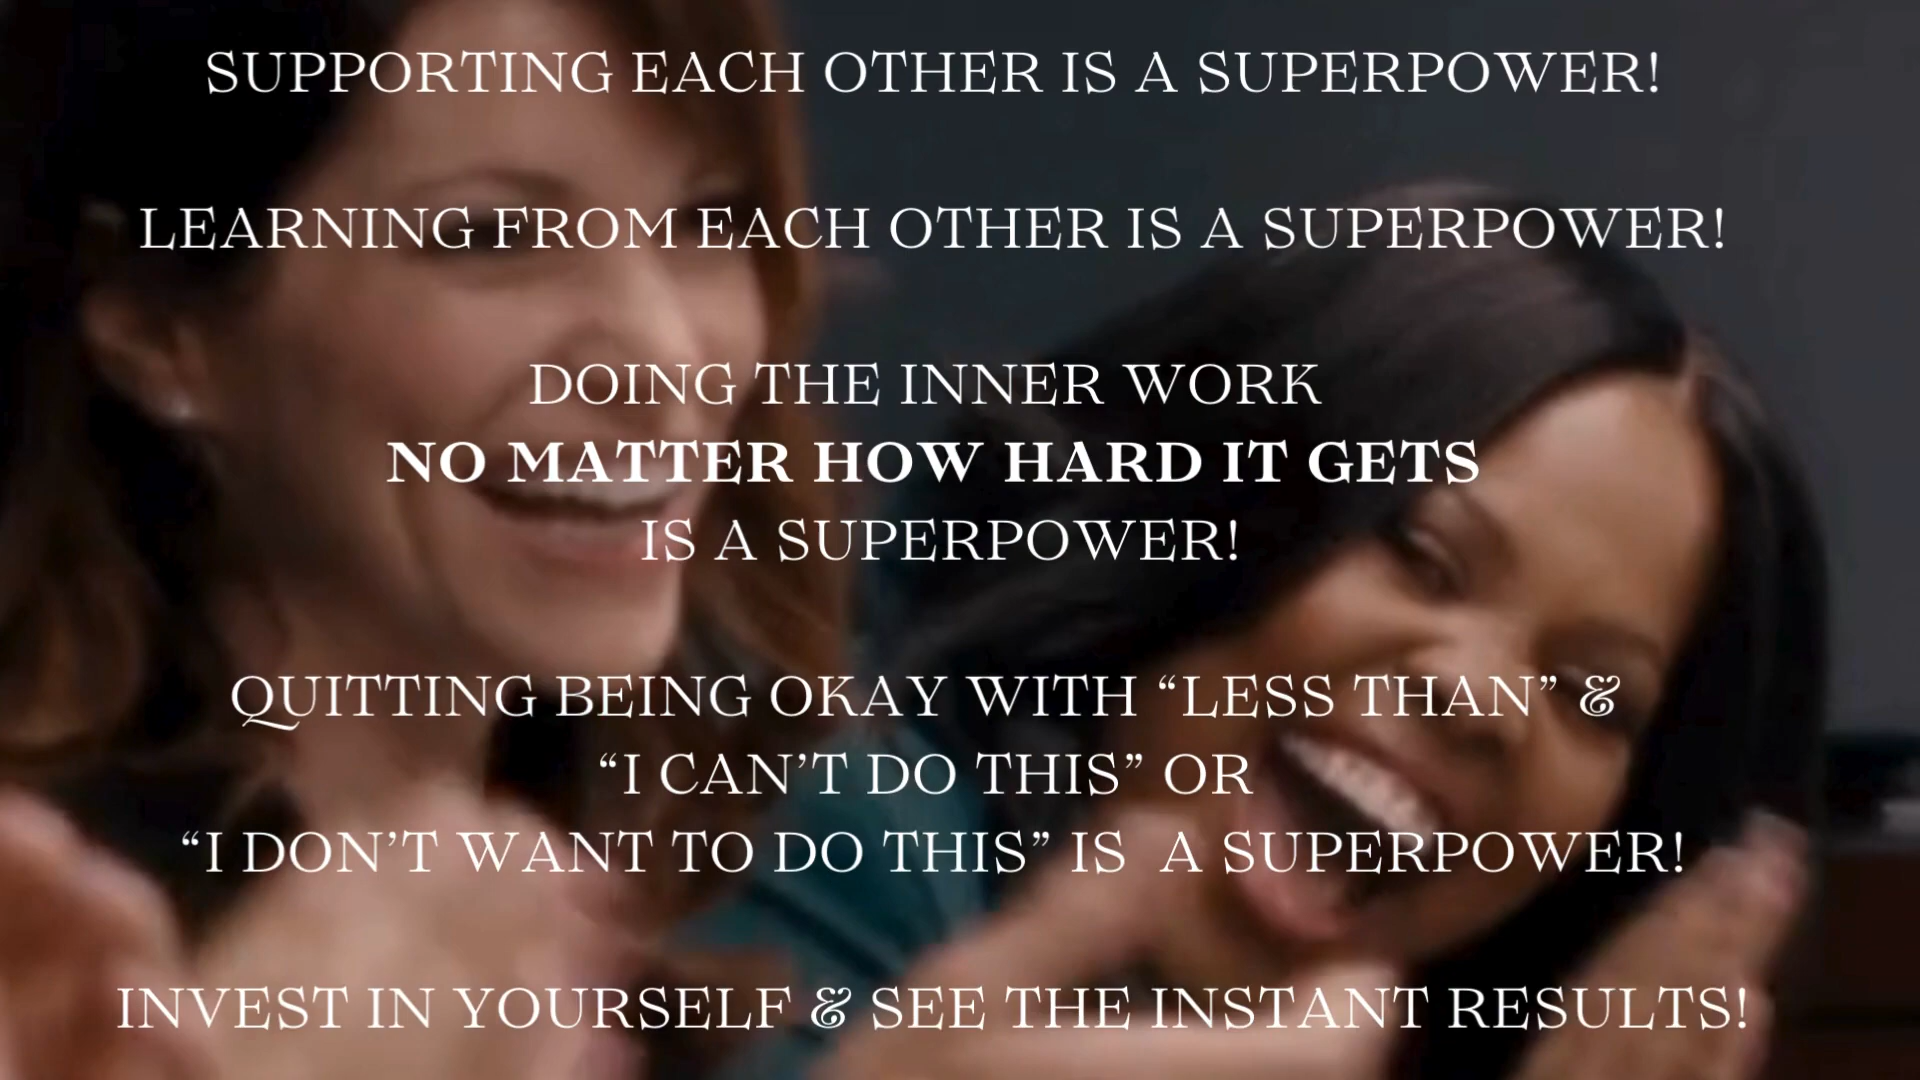 SUPPORTING EACH OTHER IS A SUPERPOWER!
LEARNING FROM EACH OTHER IS A SUPERPOWER!
DOING THE INNER WORK
NO MATTER HOW HARD IT GETS
IS A SUPERPOWER!
QUITTING BEING OKAY WITH “LESS THAN” &
“I CAN’T DO THIS” OR
“I DON’T WANT TO DO THIS” IS A SUPERPOWER!
INVEST IN YOURSELF & SEE THE INSTANT RESULTS!